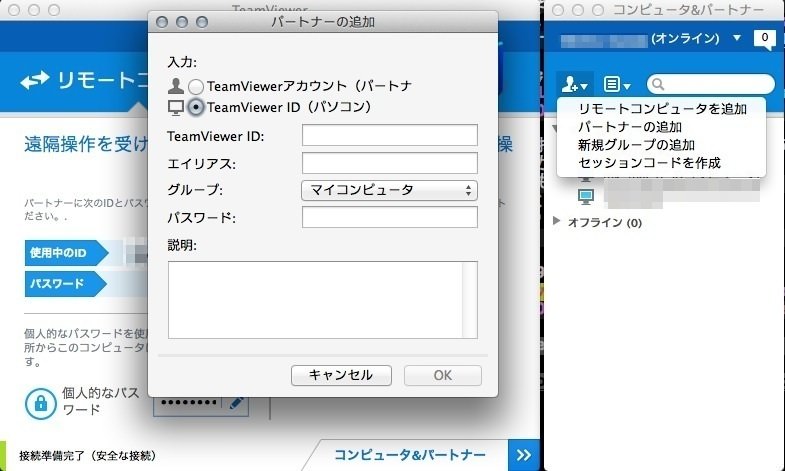 TeamViewer
パートナーの追加
コンピュータ&パートナー
(オンライン)
0
リモートコ
入力:
TeamViewerアカウント（パートナ
TeamViewer ID（パソコン）
TeamViewer ID:
エイリアス:
グループ:
マイコンピュータ
パスワード:
説明:
キャンセル
OK
リモートコンピュータを追加
パートナーの追加
新規グループの追加
セッションコードを作成
オフライン (0)
遠隔操作を受け
操
パートナーに次のIDとパスワ
ださい。.
使用中のID
パスワード
個人的なパスワードを使用
所からこのコンピュータに
す。
個人的なパス
ワード
接続準備完了（安全な接続）
コンピュータ&パートナー